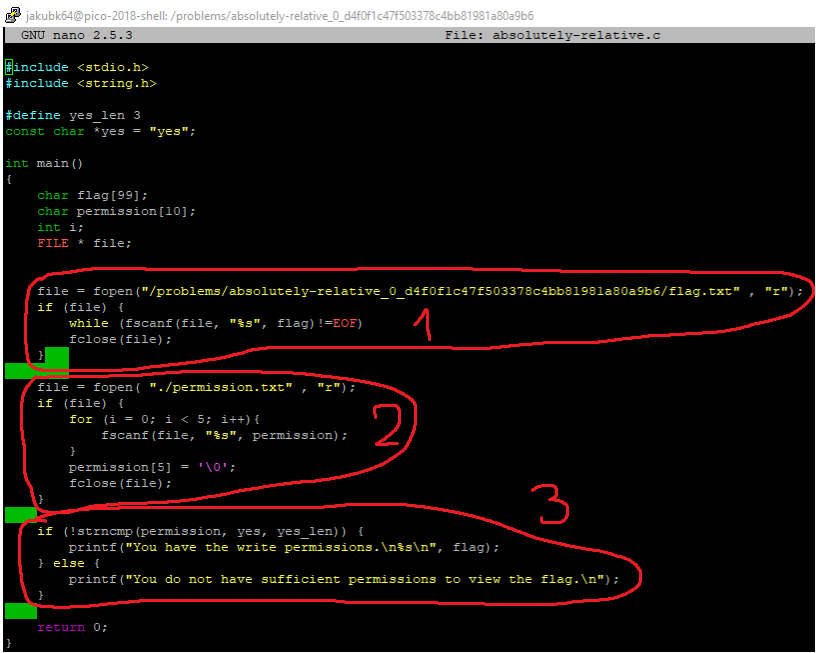 jakubk64@pico-2018-shell: /problems/absolutely-relative_0_d4f0f1c47f503378c4bb81981a80a9b6
GNU nano 2.5.3 File: absolutely-relative.c
#include <stdio.h>
#include <string.h>
#define yes_len 3
const char *yes = "yes";
int main()
{
    char flag[99];
    char permission[10];
    int i;
    FILE * file;
    file = fopen("/problems/absolutely-relative_0_d4f0f1c47f503378c4bb81981a80a9b6/flag.txt" , "r");
    if (file) {
        while (fscanf(file, "%s", flag)!=EOF)
        fclose(file);
    }
1
    file = fopen( "./permission.txt" , "r");
    if (file) {
        for (i = 0; i < 5; i++){
            fscanf(file, "%s", permission);
        }
        permission[5] = '\0';
        fclose(file);
    }
2
    if (!strncmp(permission, yes, yes_len)) {
        printf("You have the write permissions.\n%s\n", flag);
    } else {
        printf("You do not have sufficient permissions to view the flag.\n");
    }
3
    return 0;
}